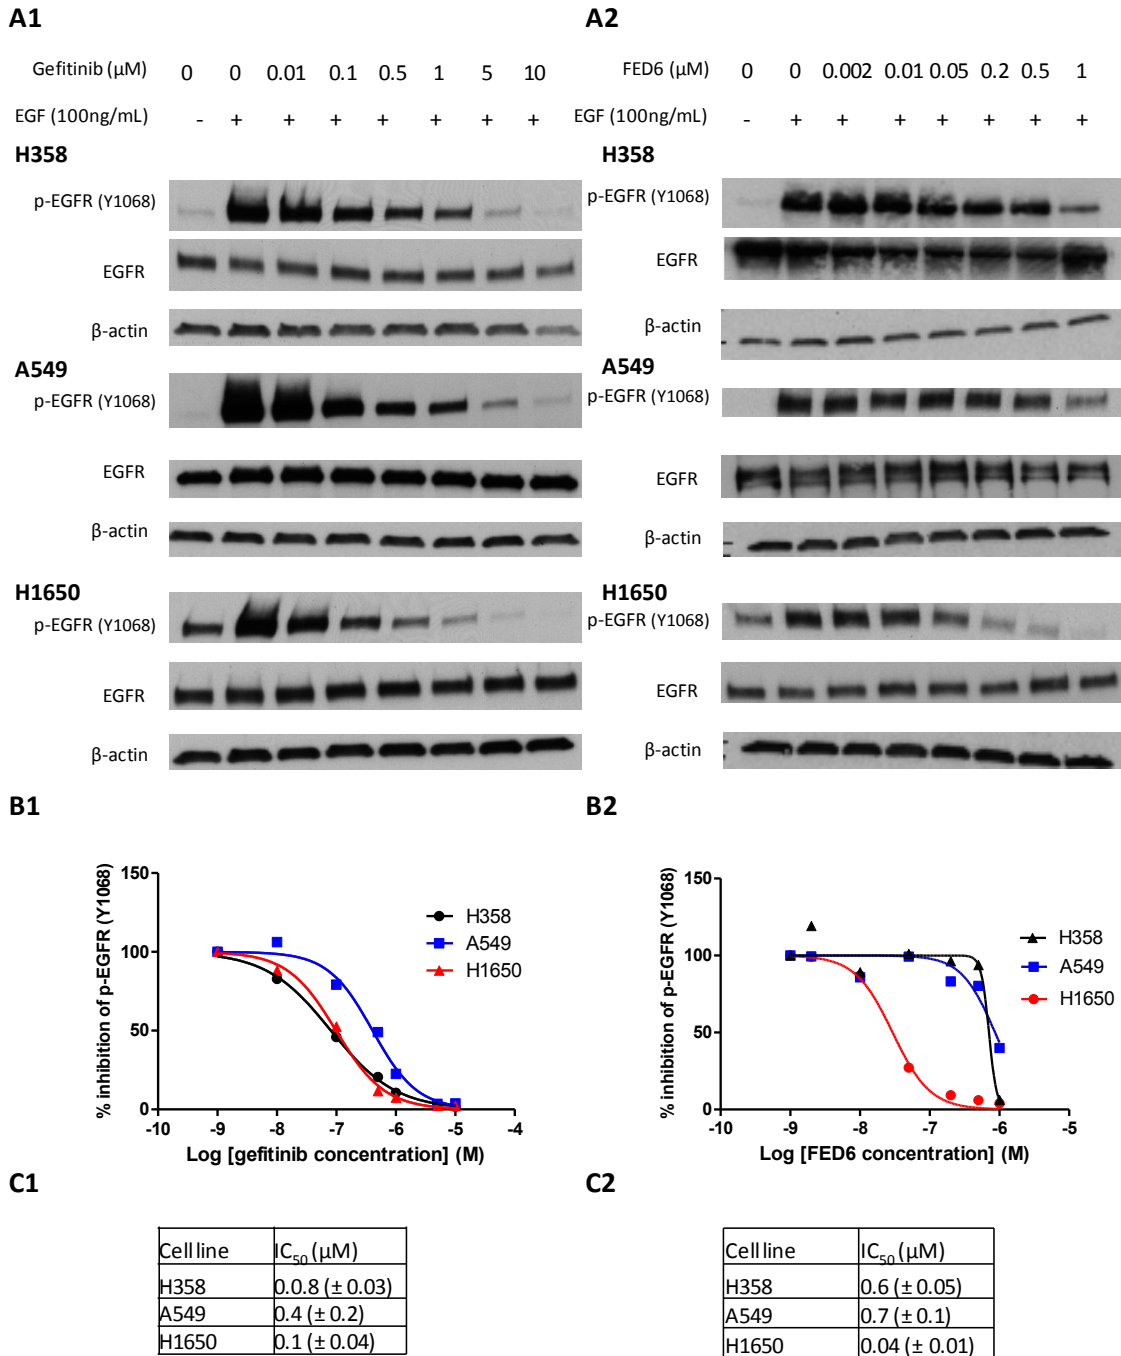 A1
Gefitinib (µM) 0 0 0.01 0.1 0.5 1 5 10
EGF (100ng/mL) - + + + + + + +
H358
p-EGFR (Y1068)
EGFR
β-actin
A549
p-EGFR (Y1068)
EGFR
β-actin
H1650
p-EGFR (Y1068)
EGFR
β-actin
A2
FED6 (µM) 0 0 0.002 0.01 0.05 0.2 0.5 1
EGF (100ng/mL) - + + + + + + +
H358
p-EGFR (Y1068)
EGFR
β-actin
A549
p-EGFR (Y1068)
EGFR
β-actin
H1650
p-EGFR (Y1068)
EGFR
β-actin
B1
% inhibition of p-EGFR (Y1068)
150
100
50
0
-10 -9 -8 -7 -6 -5 -4
Log [gefitinib concentration] (M)
H358
A549
H1650
B2
% inhibition of p-EGFR (Y1068)
150
100
50
0
-10 -9 -8 -7 -6 -5
Log [FED6 concentration] (M)
H358
A549
H1650
C1
Cell line IC50 (µM)
H358 0.0.8 (± 0.03)
A549 0.4 (± 0.2)
H1650 0.1 (± 0.04)
C2
Cell line IC50 (µM)
H358 0.6 (± 0.05)
A549 0.7 (± 0.1)
H1650 0.04 (± 0.01)